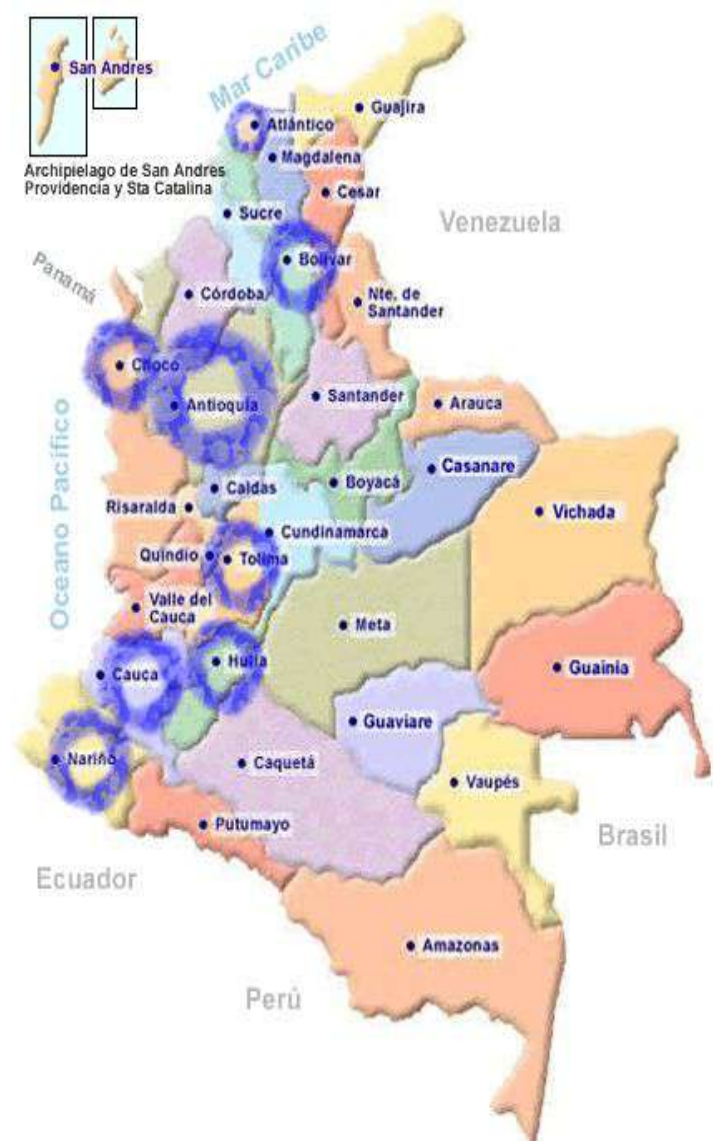 San Andres
Archipielago de San Andres
Providencia y Sta Catalina
Mar Caribe
Guajira
Atlántico
Magdalena
Cesar
Sucre
Venezuela
Bolívar
Panamá
Córdoba
Nte. de
Santander
Choco
Antioquia
Santander
Arauca
Oceano Pacífico
Casanare
Boyacá
Caldas
Risaralda
Vichada
Cundinamarca
Quindio
Tolima
Valle del
Cauca
Meta
Huila
Cauca
Guainia
Guaviare
Nariño
Caquetá
Vaupés
Putumayo
Brasil
Ecuador
Amazonas
Perú